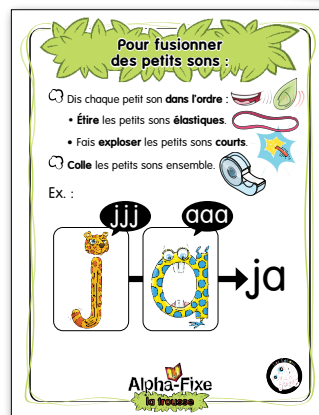 Pour fusionner
des petits sons :
Dis chaque petit son dans l'ordre :
• Étire les petits sons élastiques.
• Fais exploser les petits sons courts.
Colle les petits sons ensemble.
Ex. :
jjj aaa
j a ja
Alpha-Fixe
la trousse